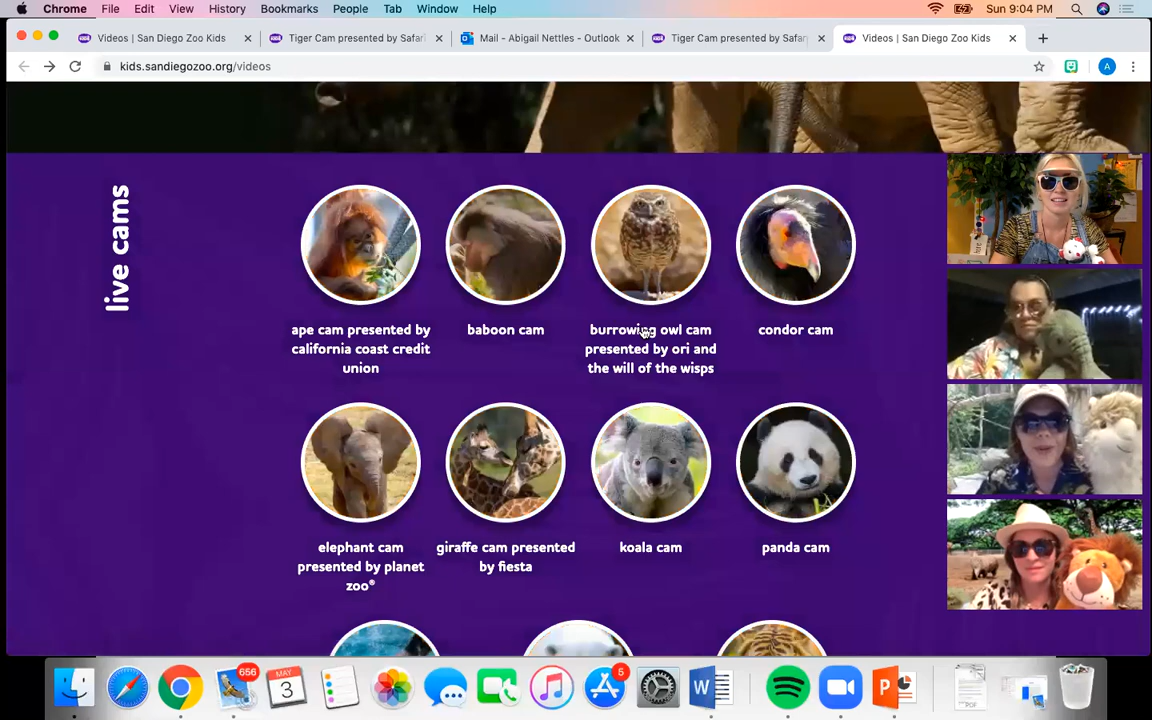 Chrome File Edit View History Bookmarks People Tab Window Help Sun 9:04 PM
Videos | San Diego Zoo Kids
Tiger Cam presented by Safari
Mail - Abigail Nettles - Outlook
Tiger Cam presented by Safar
Videos | San Diego Zoo Kids
kids.sandiegozoo.org/videos
A
live cams
ape cam presented by
california coast credit
union
baboon cam
burrowing owl cam
presented by ori and
the will of the wisps
condor cam
elephant cam
presented by planet
zoo®
giraffe cam presented
by fiesta
koala cam
panda cam
656
MAY
3
5
W
P
PDF